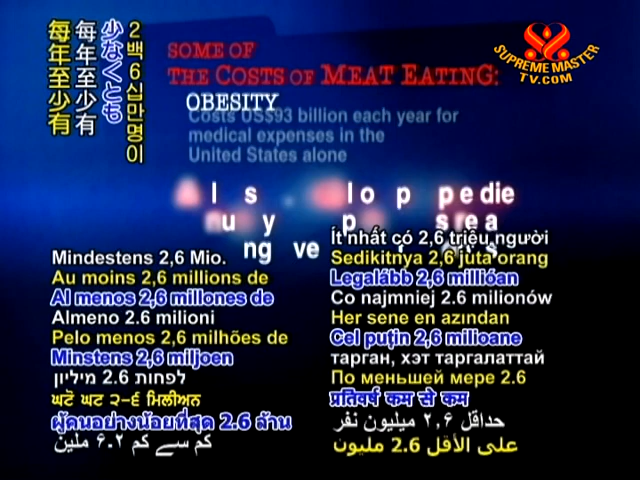 2백6십만명이
少なくとも
每年至少有
每年至少有
SOME OF
THE COSTS OF MEAT EATING:
OBESITY
Costs US$93 billion each year for
medical expenses in the
United States alone
SUPREME MASTER
TV.COM
Mindestens 2,6 Mio.
Au moins 2,6 millions de
Al menos 2,6 millones de
Almeno 2.6 milioni
Pelo menos 2,6 milhões de
Minstens 2,6 miljoen
לפחות 2.6 מיליון
ਘਟੋ ਘਟ ੨-੬ ਮਿਲੀਅਨ
ผู้คนอย่างน้อยที่สุด 2.6 ล้าน
کم سے کم ۶.۲ ملین
Ít nhất có 2,6 triệu người
Sedikitnya 2,6 juta orang
Legalább 2,6 millióan
Co najmniej 2.6 milionów
Her sene en azından
Cel puţin 2,6 milioane
тарган, хэт таргалаттай
По меньшей мере 2.6
प्रतिवर्ष कम से कम
حداقل ۲,۶ میلیون نفر
على الأقل 2.6 مليون